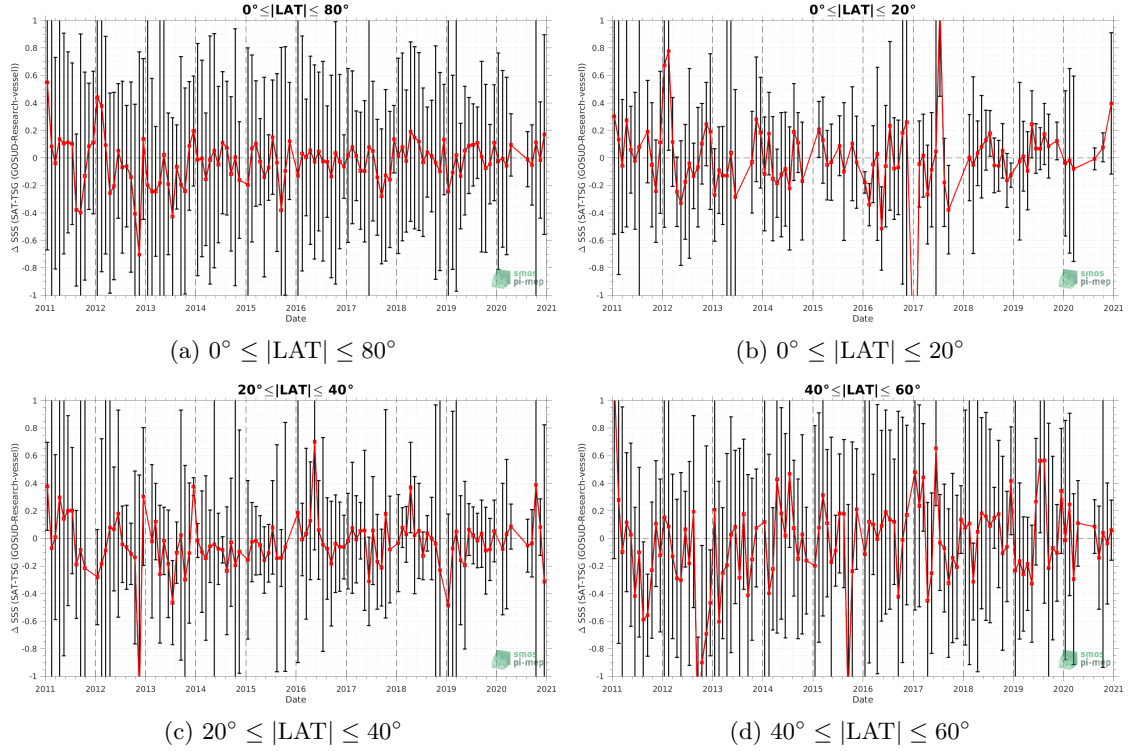 0°≤|LAT|≤ 80°
Δ SSS (SAT-TSG (GOSUD-Research-vessel))
1
0.8
0.6
0.4
0.2
0
-0.2
-0.4
-0.6
-0.8
-1
2011 2012 2013 2014 2015 2016 2017 2018 2019 2020 2021
Date
smos
pi-mep
(a) 0° ≤ |LAT| ≤ 80°
0°≤|LAT|≤ 20°
Δ SSS (SAT-TSG (GOSUD-Research-vessel))
1
0.8
0.6
0.4
0.2
0
-0.2
-0.4
-0.6
-0.8
-1
2011 2012 2013 2014 2015 2016 2017 2018 2019 2020 2021
Date
smos
pi-mep
(b) 0° ≤ |LAT| ≤ 20°
20°≤|LAT|≤ 40°
Δ SSS (SAT-TSG (GOSUD-Research-vessel))
1
0.8
0.6
0.4
0.2
0
-0.2
-0.4
-0.6
-0.8
-1
2011 2012 2013 2014 2015 2016 2017 2018 2019 2020 2021
Date
smos
pi-mep
(c) 20° ≤ |LAT| ≤ 40°
40°≤|LAT|≤ 60°
Δ SSS (SAT-TSG (GOSUD-Research-vessel))
1
0.8
0.6
0.4
0.2
0
-0.2
-0.4
-0.6
-0.8
-1
2011 2012 2013 2014 2015 2016 2017 2018 2019 2020 2021
Date
smos
pi-mep
(d) 40° ≤ |LAT| ≤ 60°